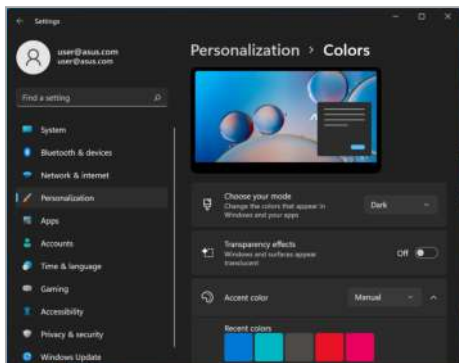 Settings
user@asus.com
user@asus.com
Find a setting
System
Bluetooth & devices
Network & internet
Personalization
Apps
Accounts
Time & language
Gaming
Accessibility
Privacy & security
Windows Update
Personalization > Colors
Choose your mode
Change the colors that appear in
Windows and your apps
Dark
Transparency effects
Windows and surfaces appear
translucent
Off
Accent color
Manual
Recent colors